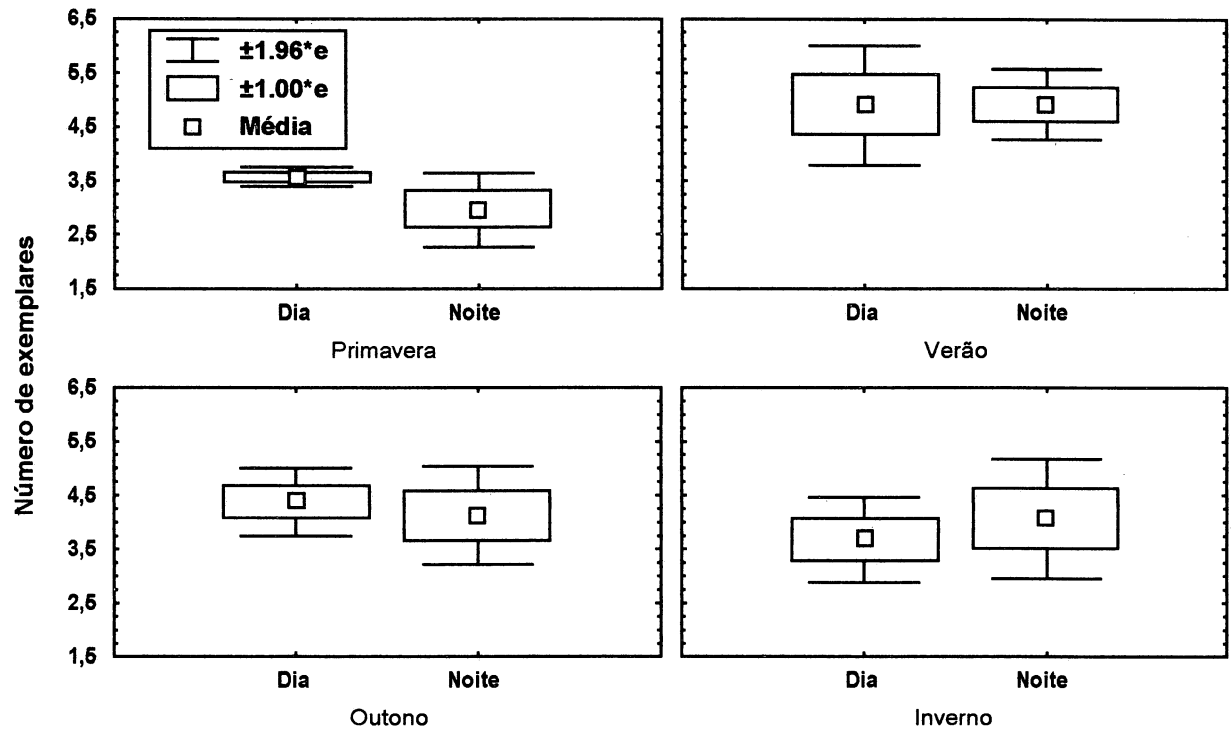 Número de exemplares
6,5
5,5
4,5
3,5
2,5
1,5
±1.96*e
±1.00*e
Média
Dia Noite
Primavera
Dia Noite
Verão
6,5
5,5
4,5
3,5
2,5
1,5
Dia Noite
Outono
Dia Noite
Inverno